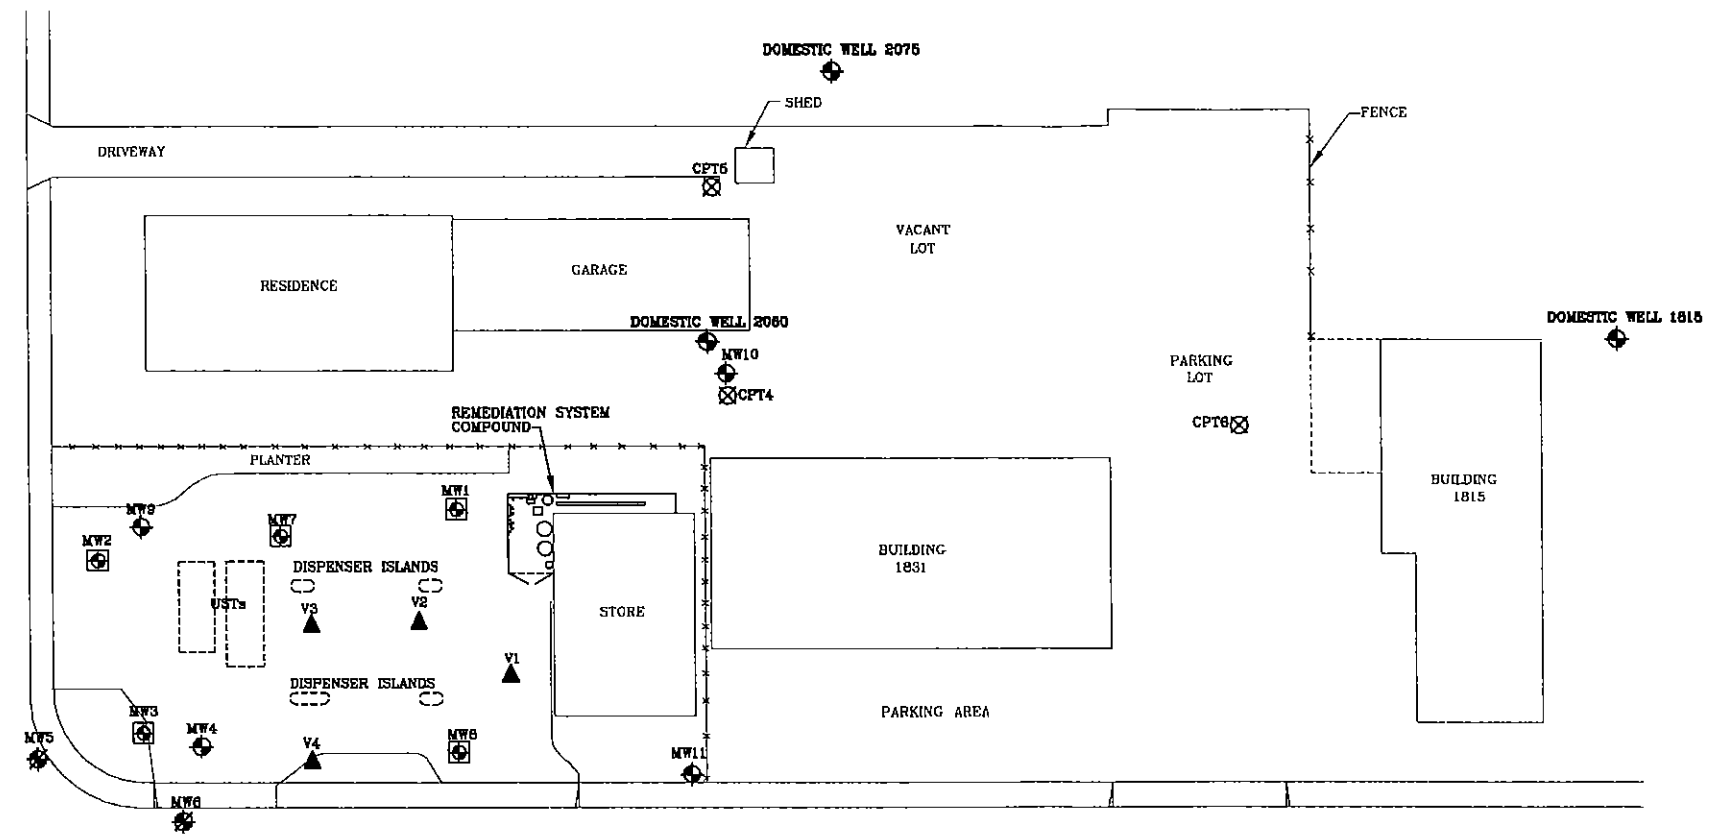 DOMESTIC WELL 2075
SHED
FENCE
DRIVEWAY
CPT5
VACANT
LOT
GARAGE
RESIDENCE
DOMESTIC WELL 2060
DOMESTIC WELL 1815
MW10
PARKING
LOT
CPT4
REMEDIATION SYSTEM
COMPOUND
CPT6
PLANTER
BUILDING
1815
MW1
MW9
MW7
MW2
BUILDING
1831
DISPENSER ISLANDS
USTs
V3
V2
STORE
V1
DISPENSER ISLANDS
PARKING AREA
MW3
MW4
MW5
V4
MW8
MW11
MW6